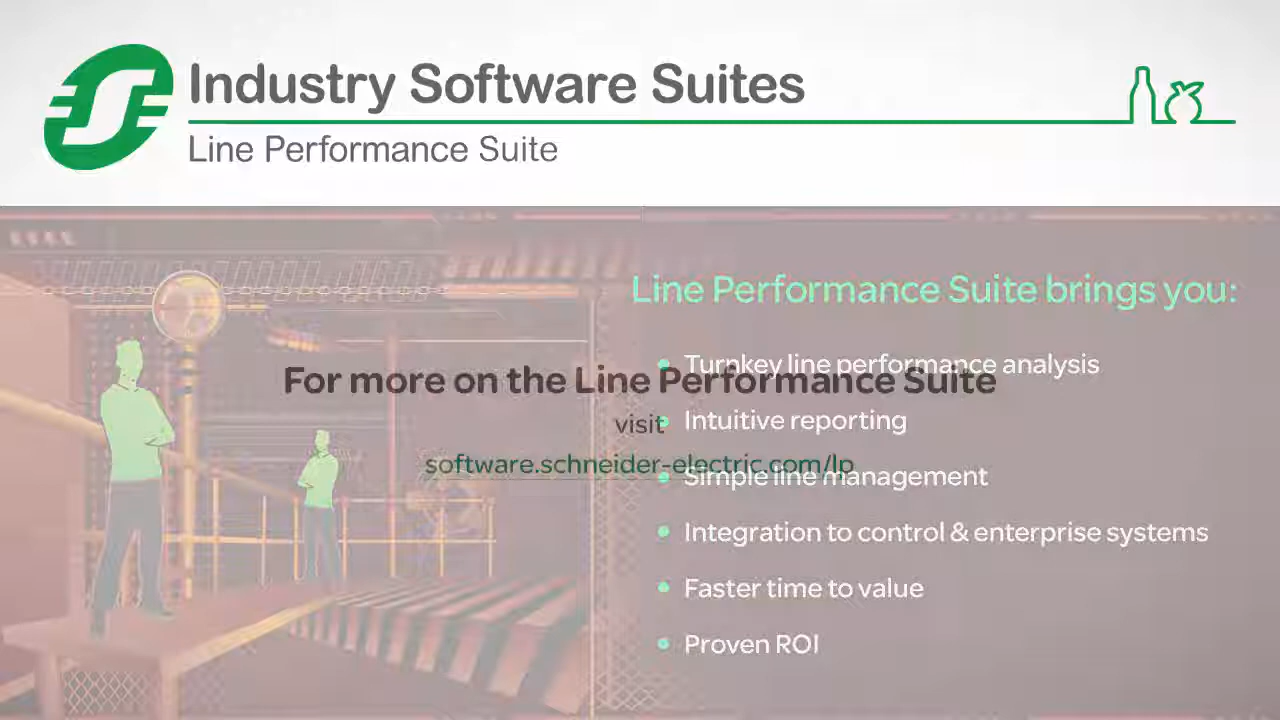 Industry Software Suites
Line Performance Suite
Line Performance Suite brings you:
Turnkey line performance analysis
For more on the Line Performance Suite
visit
Intuitive reporting
software.schneider-electric.com/lp
Simple line management
Integration to control & enterprise systems
Faster time to value
Proven ROI